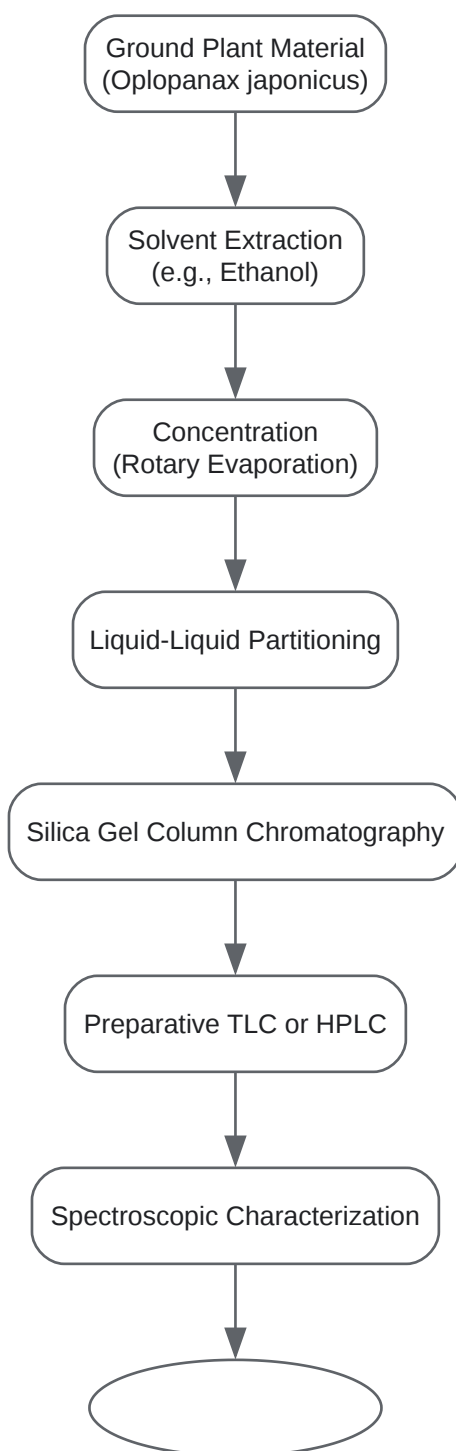 Ground Plant Material
(Oplopanax japonicus)
Solvent Extraction
(e.g., Ethanol)
Concentration
(Rotary Evaporation)
Liquid-Liquid Partitioning
Silica Gel Column Chromatography
Preparative TLC or HPLC
Spectroscopic Characterization